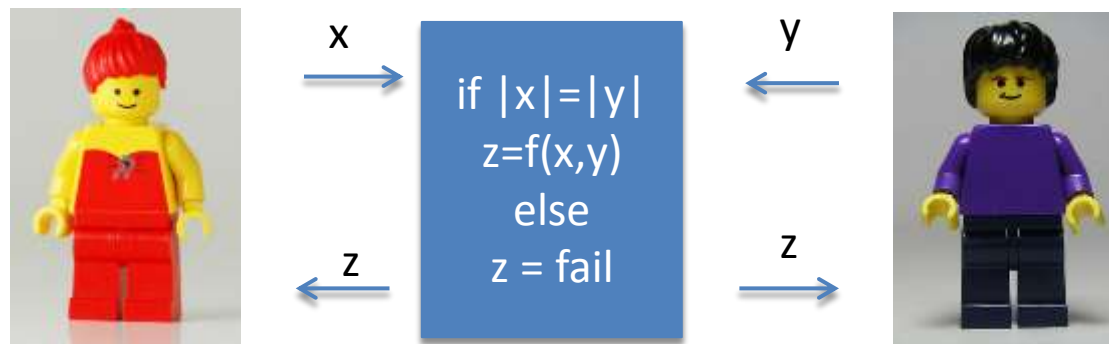 x
y
if |x|=|y|
z=f(x,y)
else
z = fail
z
z